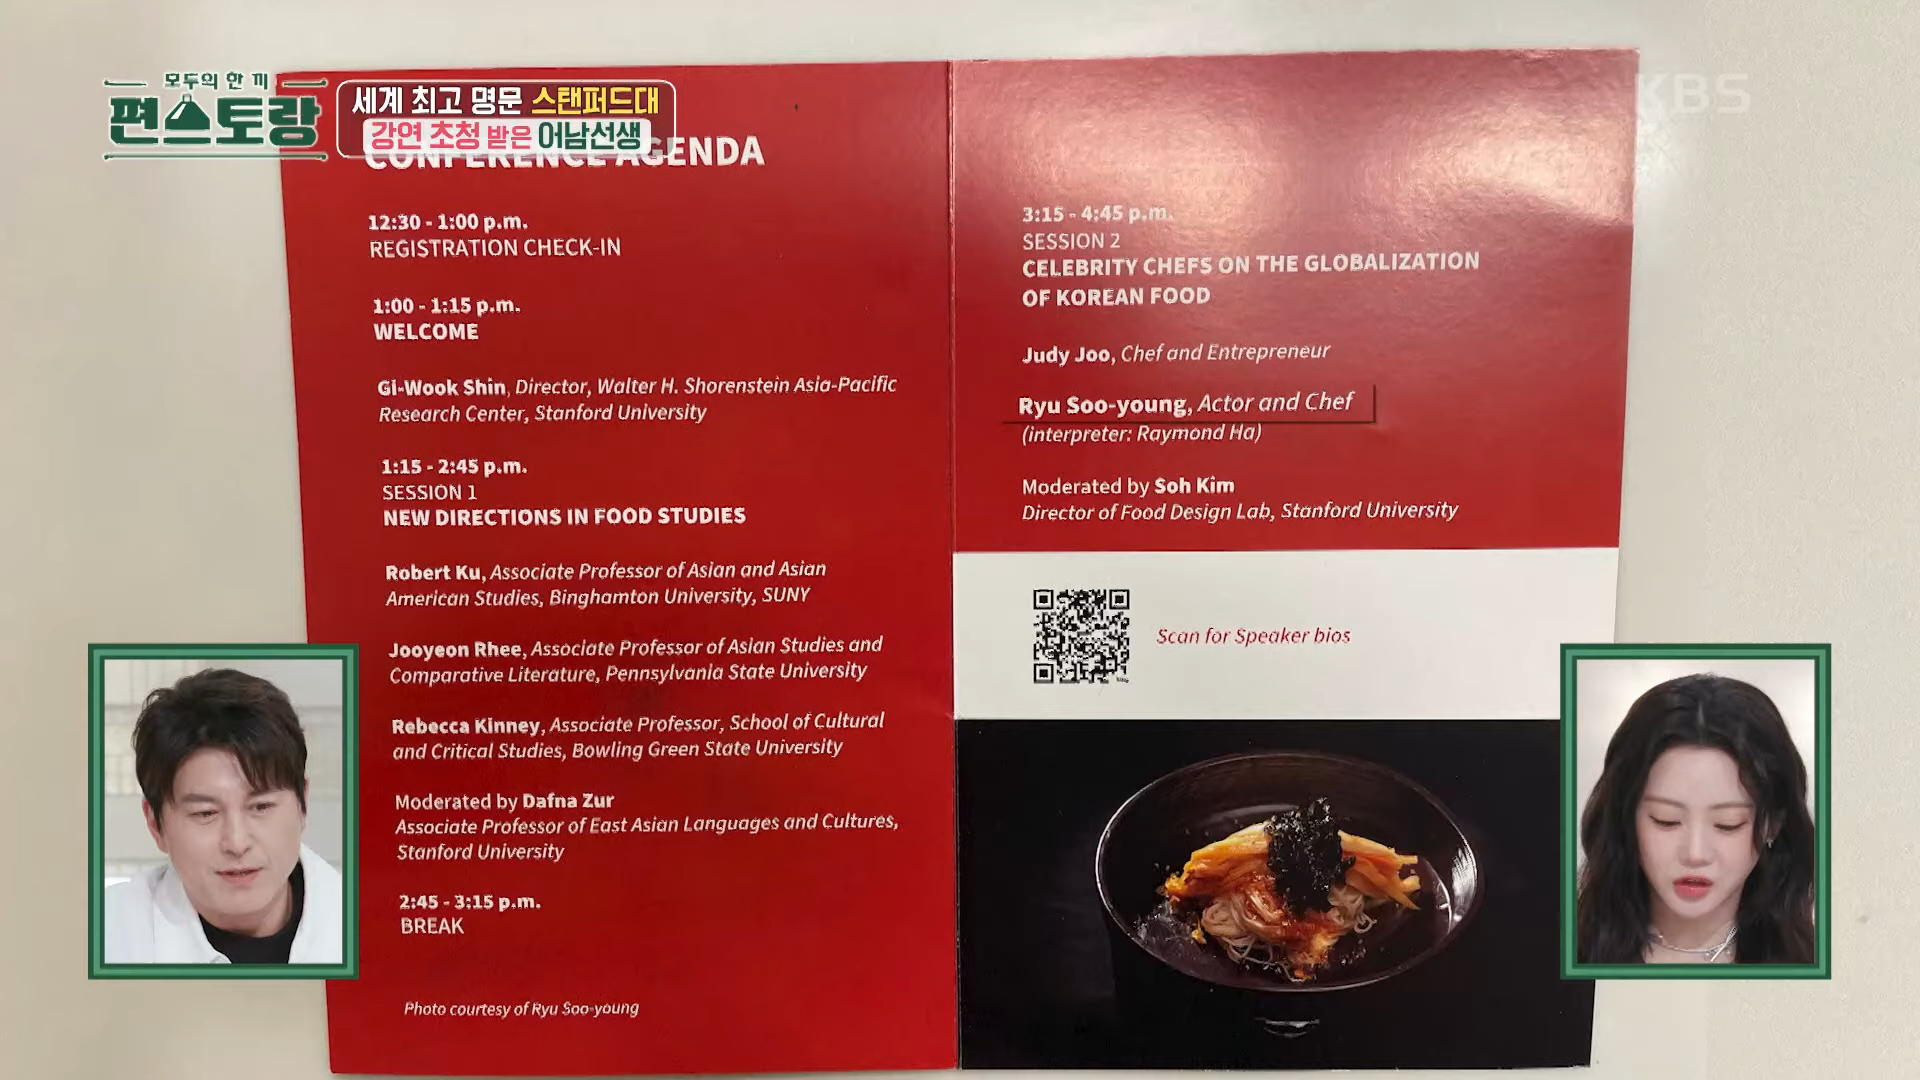 모두의 한 끼
편스토랑
세계 최고 명문 스탠퍼드대
강연 초청 받은 어남선생
KBS
CONFERENCE AGENDA
12:30 - 1:00 p.m.
REGISTRATION CHECK-IN
1:00 - 1:15 p.m.
WELCOME
Gi-Wook Shin, Director, Walter H. Shorenstein Asia-Pacific
Research Center, Stanford University
1:15 - 2:45 p.m.
SESSION 1
NEW DIRECTIONS IN FOOD STUDIES
Robert Ku, Associate Professor of Asian and Asian
American Studies, Binghamton University, SUNY
Jooyeon Rhee, Associate Professor of Asian Studies and
Comparative Literature, Pennsylvania State University
Rebecca Kinney, Associate Professor, School of Cultural
and Critical Studies, Bowling Green State University
Moderated by Dafna Zur
Associate Professor of East Asian Languages and Cultures,
Stanford University
2:45 - 3:15 p.m.
BREAK
Photo courtesy of Ryu Soo-young
3:15 - 4:45 p.m.
SESSION 2
CELEBRITY CHEFS ON THE GLOBALIZATION
OF KOREAN FOOD
Judy Joo, Chef and Entrepreneur
Ryu Soo-young, Actor and Chef
(interpreter: Raymond Ha)
Moderated by Soh Kim
Director of Food Design Lab, Stanford University
Scan for Speaker bios